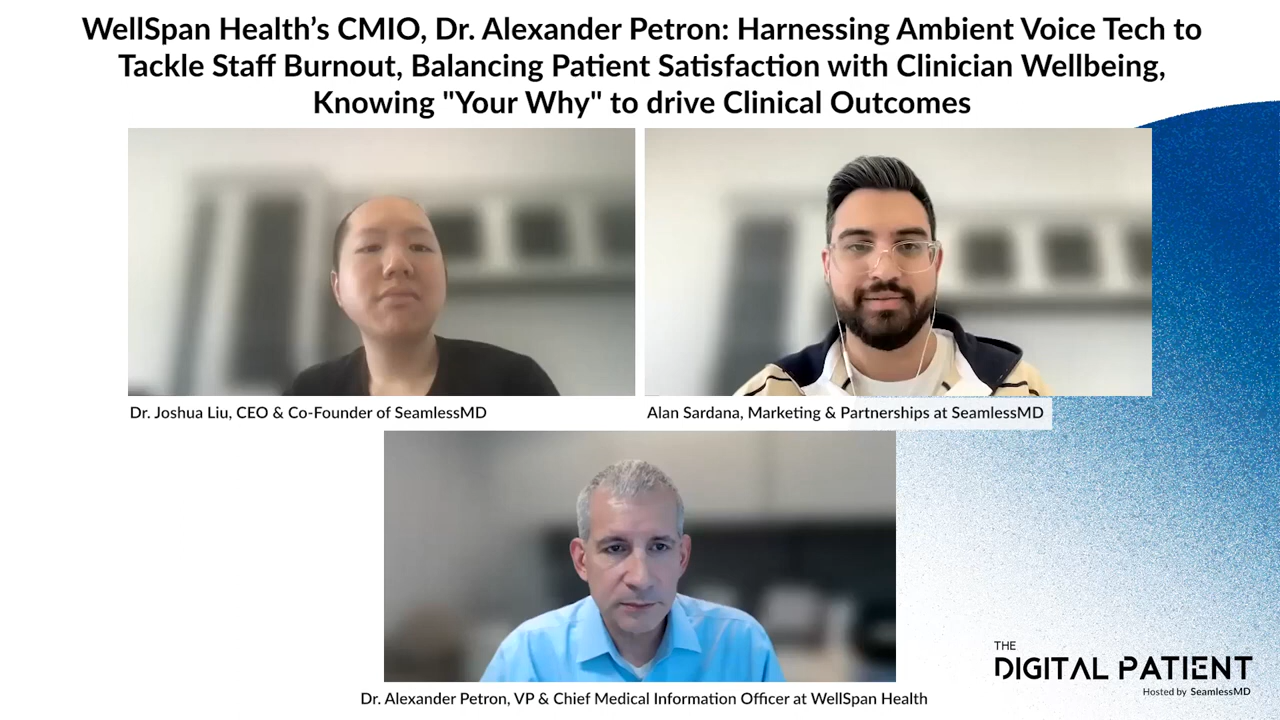 WellSpan Health’s CMIO, Dr. Alexander Petron: Harnessing Ambient Voice Tech to
Tackle Staff Burnout, Balancing Patient Satisfaction with Clinician Wellbeing,
Knowing "Your Why" to drive Clinical Outcomes
Dr. Joshua Liu, CEO & Co-Founder of SeamlessMD
Alan Sardana, Marketing & Partnerships at SeamlessMD
Dr. Alexander Petron, VP & Chief Medical Information Officer at WellSpan Health
THE
DIGITAL PATIENT
Hosted by SeamlessMD